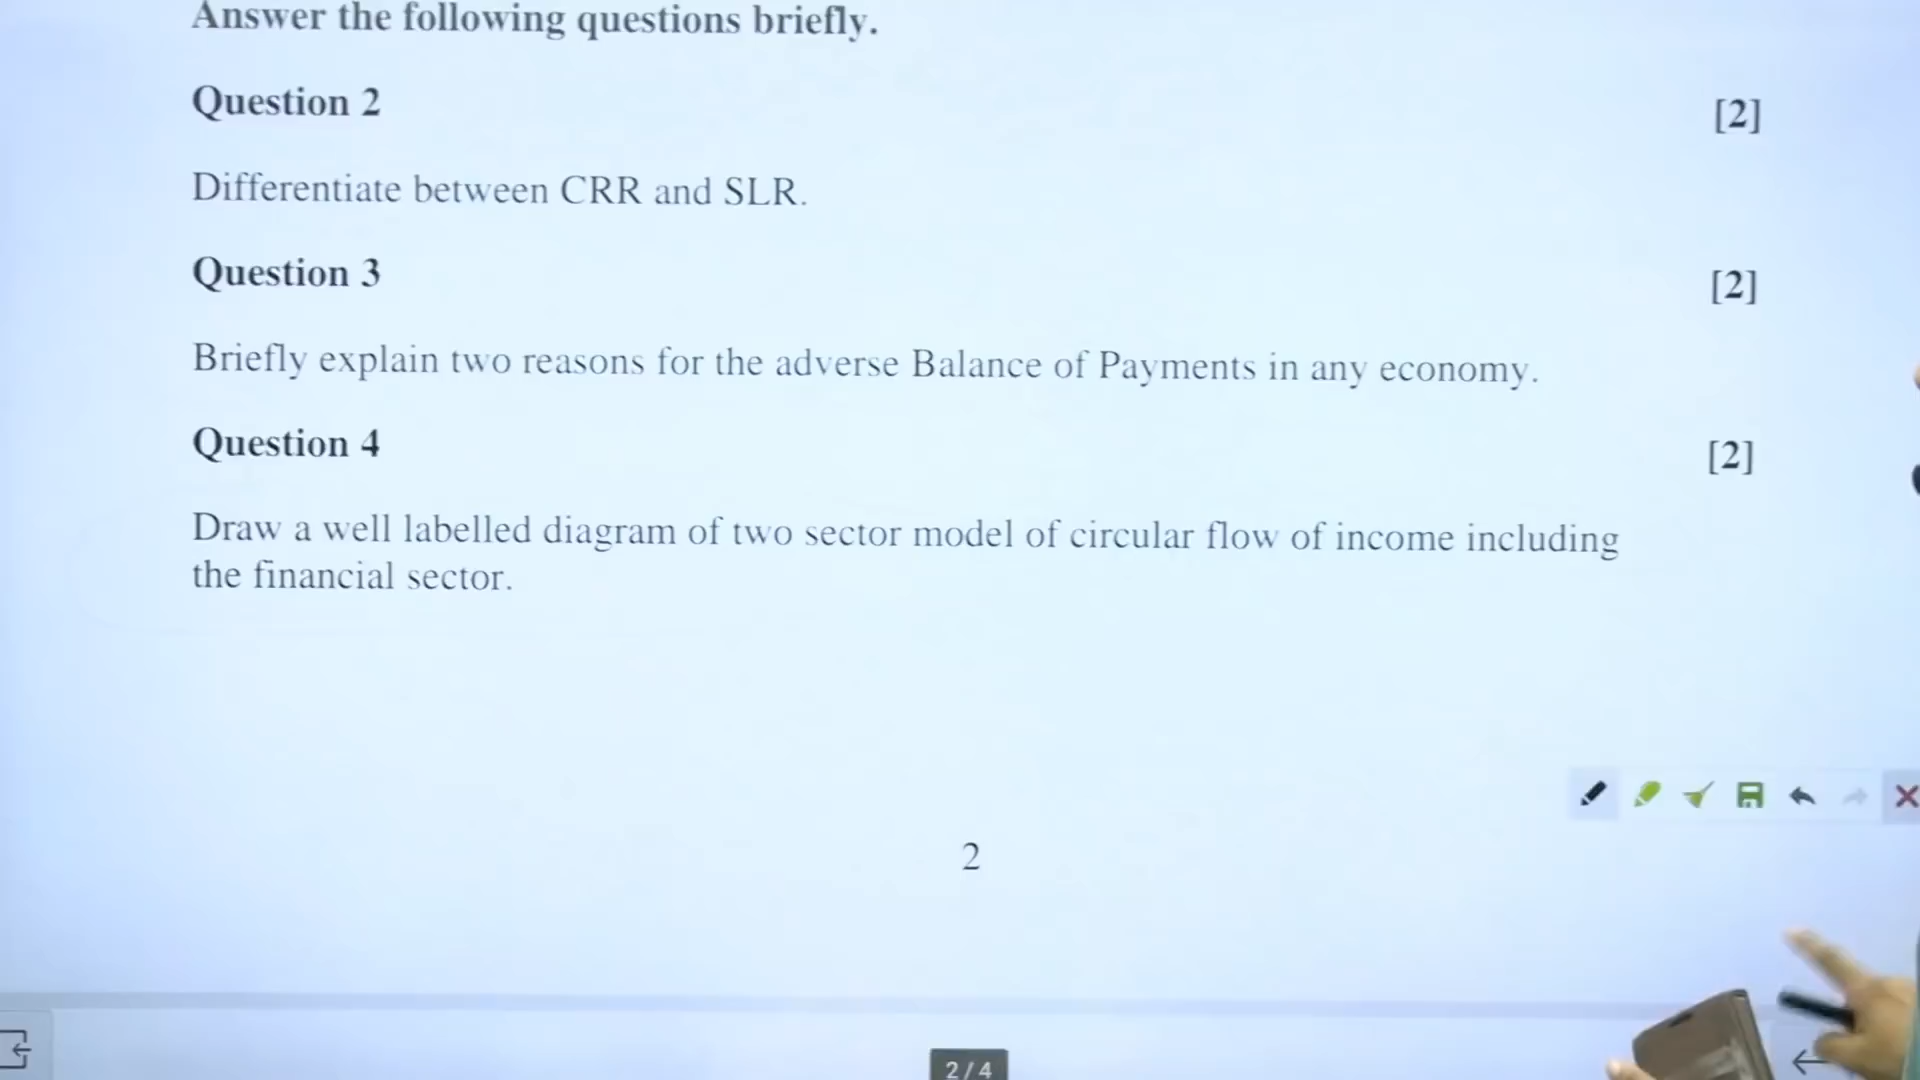 Answer the following questions briefly.
Question 2 [2]
Differentiate between CRR and SLR.
Question 3 [2]
Briefly explain two reasons for the adverse Balance of Payments in any economy.
Question 4 [2]
Draw a well labelled diagram of two sector model of circular flow of income including
the financial sector.
2
2 / 4